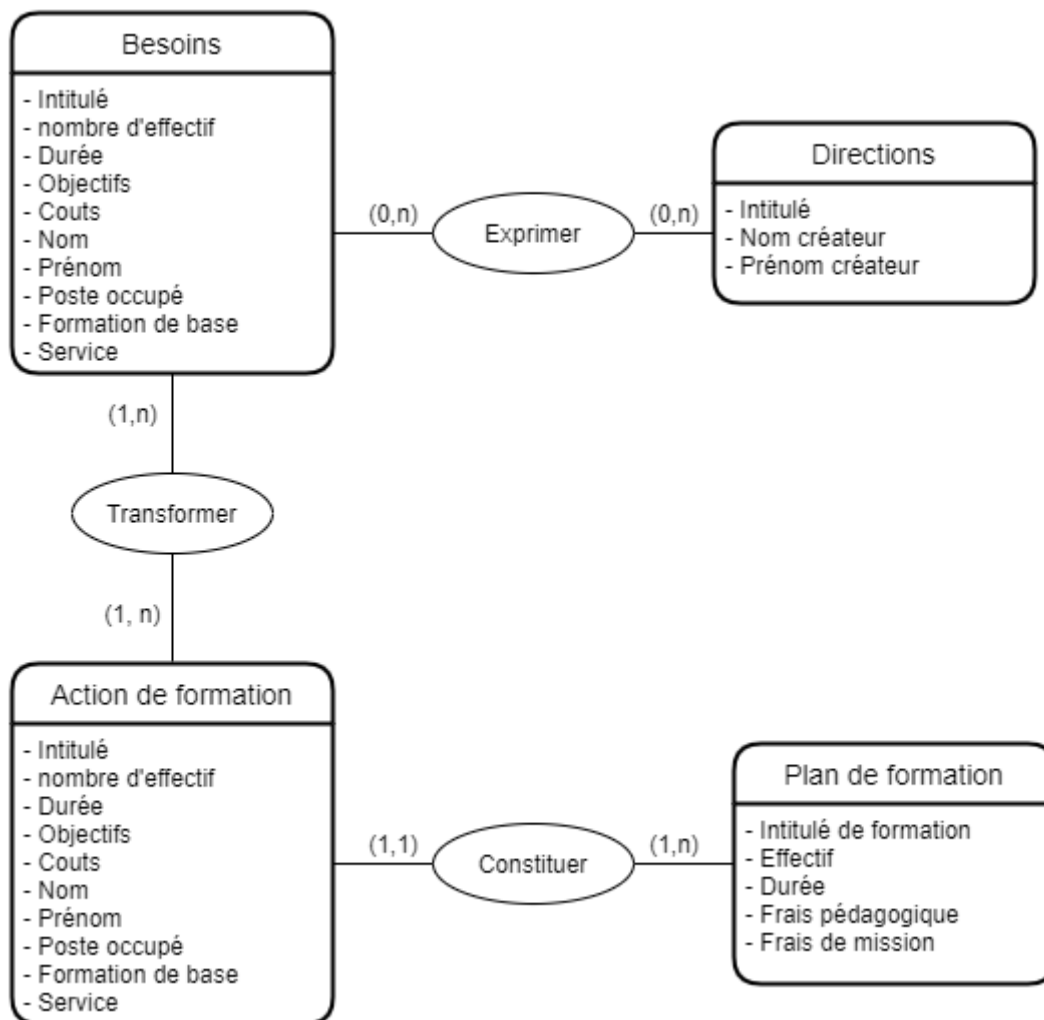 Besoins
- Intitulé
- nombre d'effectif
- Durée
- Objectifs
- Couts
- Nom
- Prénom
- Poste occupé
- Formation de base
- Service
(0,n)
Exprimer
(0,n)
Directions
- Intitulé
- Nom créateur
- Prénom créateur
(1,n)
Transformer
(1, n)
Action de formation
- Intitulé
- nombre d'effectif
- Durée
- Objectifs
- Couts
- Nom
- Prénom
- Poste occupé
- Formation de base
- Service
(1,1)
Constituer
(1,n)
Plan de formation
- Intitulé de formation
- Effectif
- Durée
- Frais pédagogique
- Frais de mission